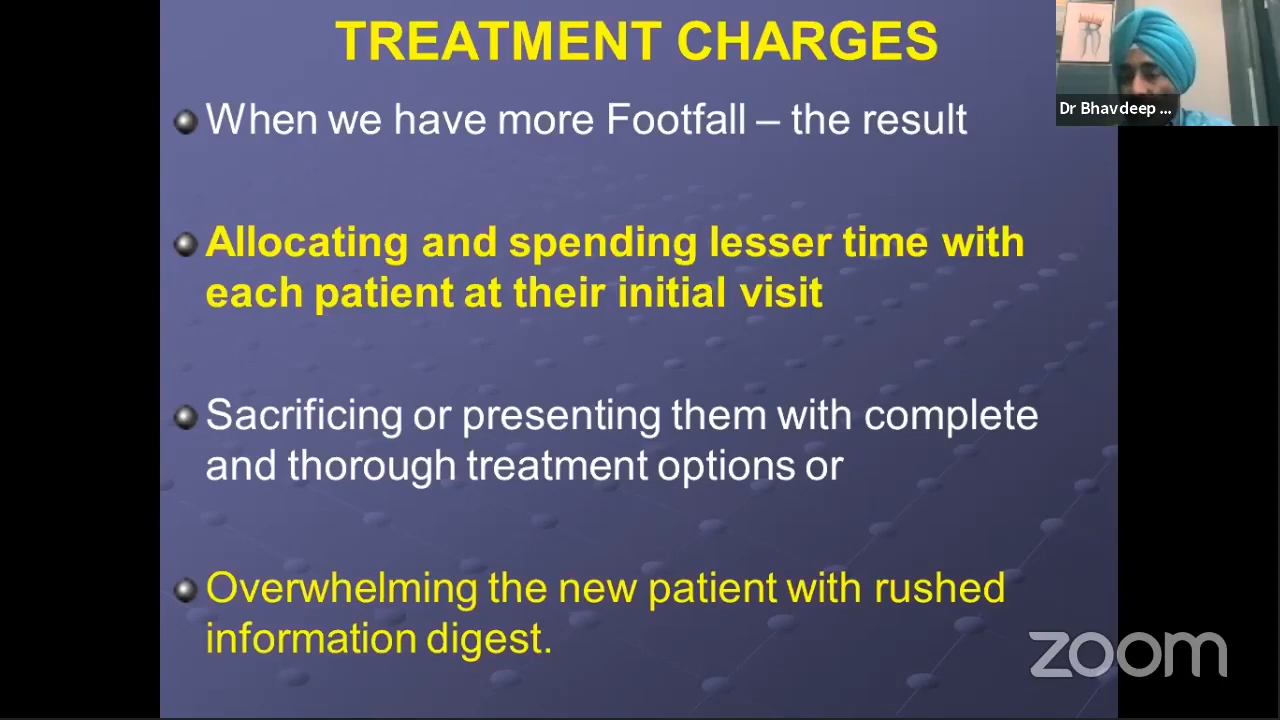 TREATMENT CHARGES
When we have more Footfall – the result
Allocating and spending lesser time with
each patient at their initial visit
Sacrificing or presenting them with complete
and thorough treatment options or
Overwhelming the new patient with rushed
information digest.
Dr Bhavdeep ...
zoom